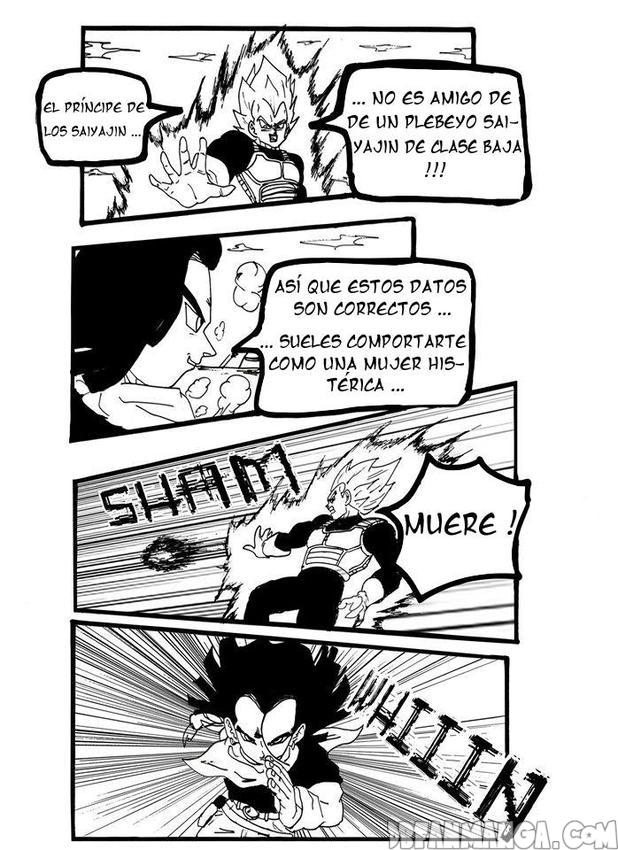 EL PRÍNCIPE DE
LOS SAIYAJIN ...
... NO ES AMIGO DE
DE UN PLEBEYO SAI-
YAJIN DE CLASE BAJA
!!!
ASÍ QUE ESTOS DATOS
SON CORRECTOS ...
... SUELES COMPORTARTE
COMO UNA MUJER HIS-
TÉRICA ...
SHAM
MUERE !
WHIIIN
DBFANMANGA.COM